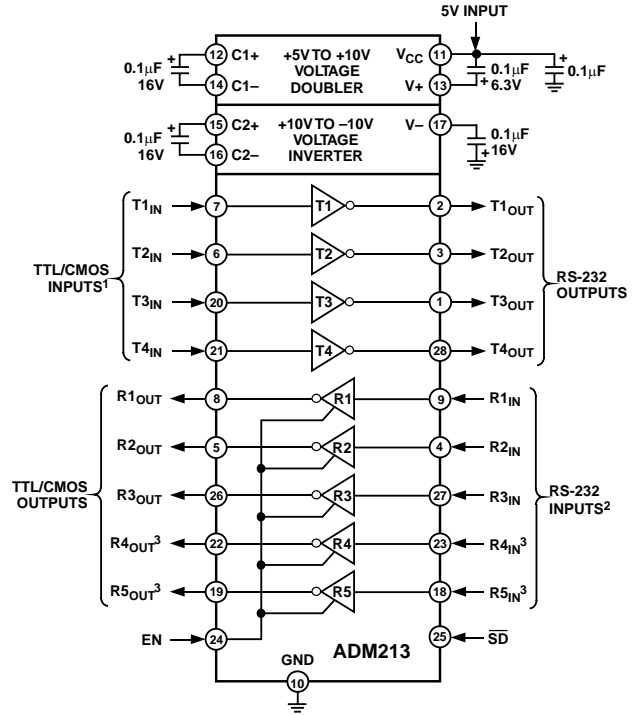 5V INPUT
0.1µF
16V
+
12 C1+
14 C1–
+5V TO +10V
VOLTAGE
DOUBLER
VCC 11
V+ 13
+
0.1µF
6.3V
+
0.1µF
0.1µF
16V
+
15 C2+
16 C2–
+10V TO –10V
VOLTAGE
INVERTER
V– 17
0.1µF
+ 16V
TTL/CMOS
INPUTS1
T1IN 7 T1 2 T1OUT
T2IN 6 T2 3 T2OUT
T3IN 20 T3 1 T3OUT
T4IN 21 T4 28 T4OUT
RS-232
OUTPUTS
TTL/CMOS
OUTPUTS
R1OUT 8 R1 9 R1IN
R2OUT 5 R2 4 R2IN
R3OUT 26 R3 27 R3IN
R4OUT3 22 R4 23 R4IN3
R5OUT3 19 R5 18 R5IN3
RS-232
INPUTS2
EN 24
25 SD
GND
10
ADM213